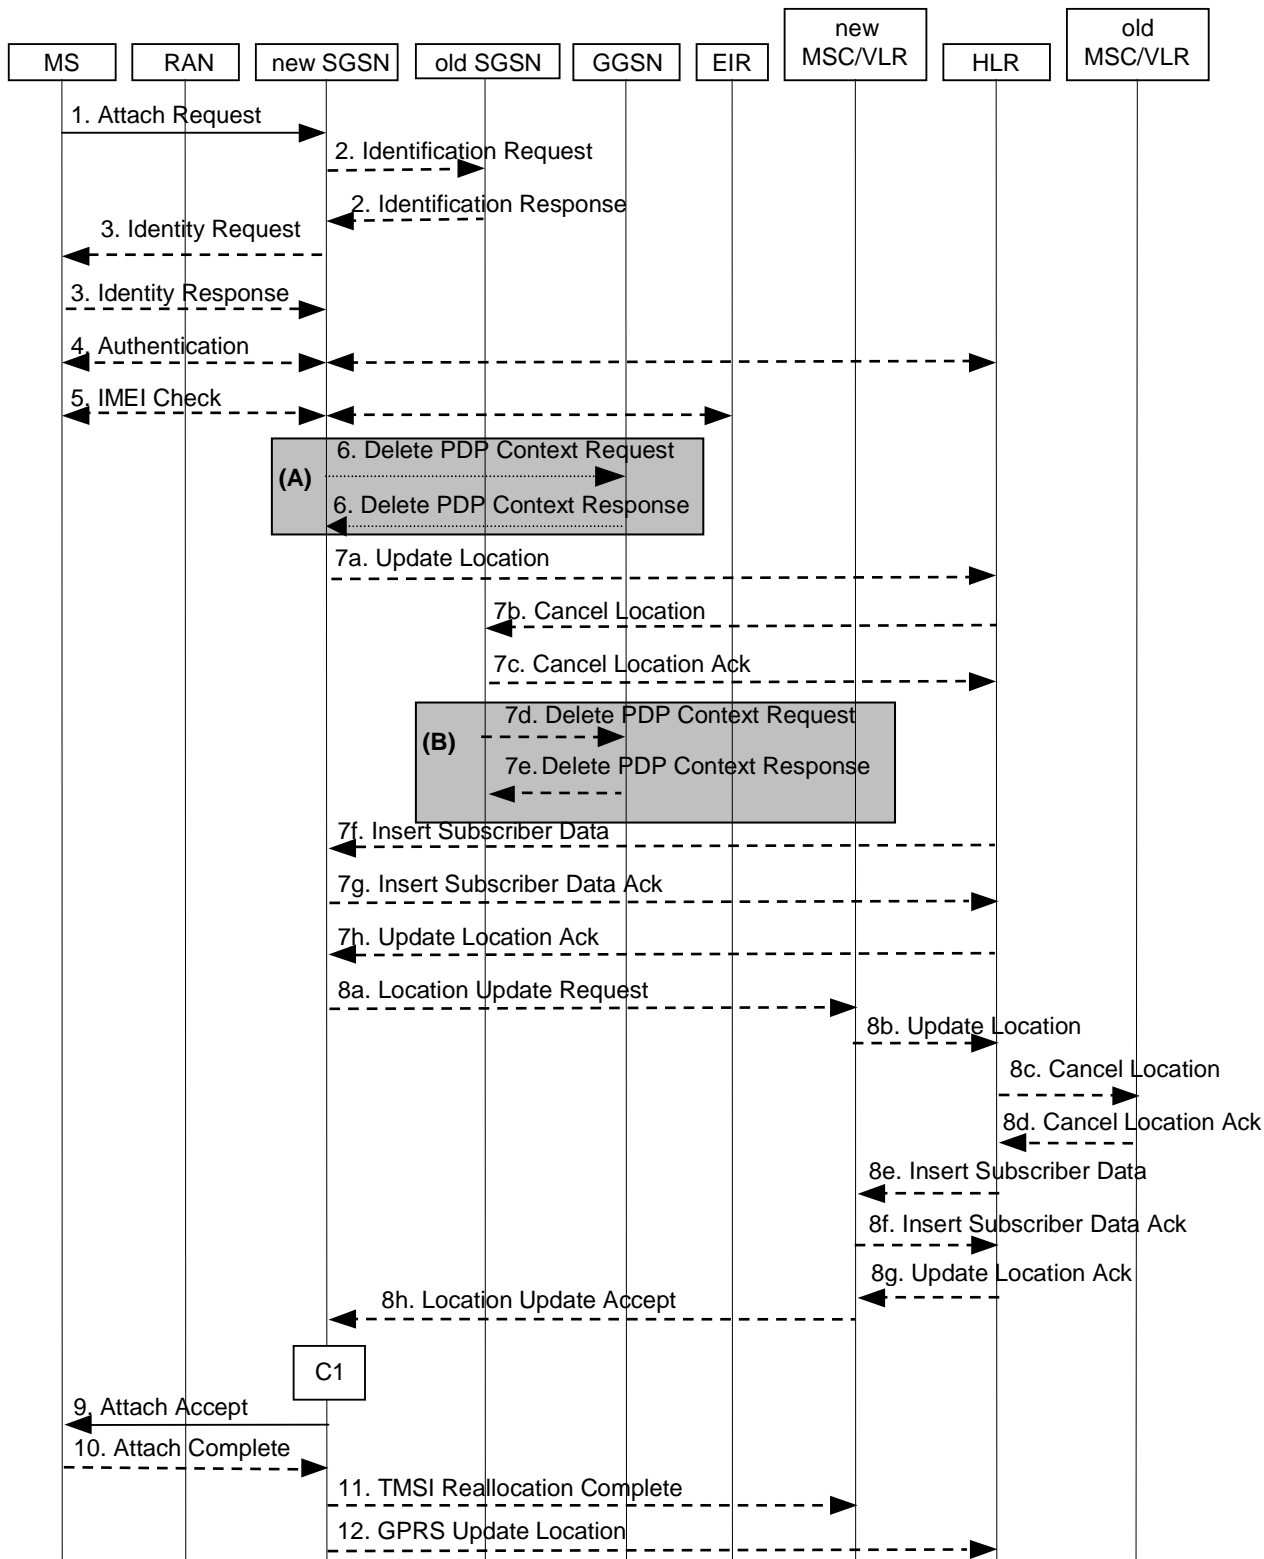 new
MSC/VLR
old
MSC/VLR
MS
RAN
new SGSN
old SGSN
GGSN
EIR
HLR
1. Attach Request
2. Identification Request
2. Identification Response
3. Identity Request
3. Identity Response
4. Authentication
5. IMEI Check
(A)
6. Delete PDP Context Request
6. Delete PDP Context Response
7a. Update Location
7b. Cancel Location
7c. Cancel Location Ack
(B)
7d. Delete PDP Context Request
7e. Delete PDP Context Response
7f. Insert Subscriber Data
7g. Insert Subscriber Data Ack
7h. Update Location Ack
8a. Location Update Request
8b. Update Location
8c. Cancel Location
8d. Cancel Location Ack
8e. Insert Subscriber Data
8f. Insert Subscriber Data Ack
8g. Update Location Ack
8h. Location Update Accept
C1
9. Attach Accept
10. Attach Complete
11. TMSI Reallocation Complete
12. GPRS Update Location